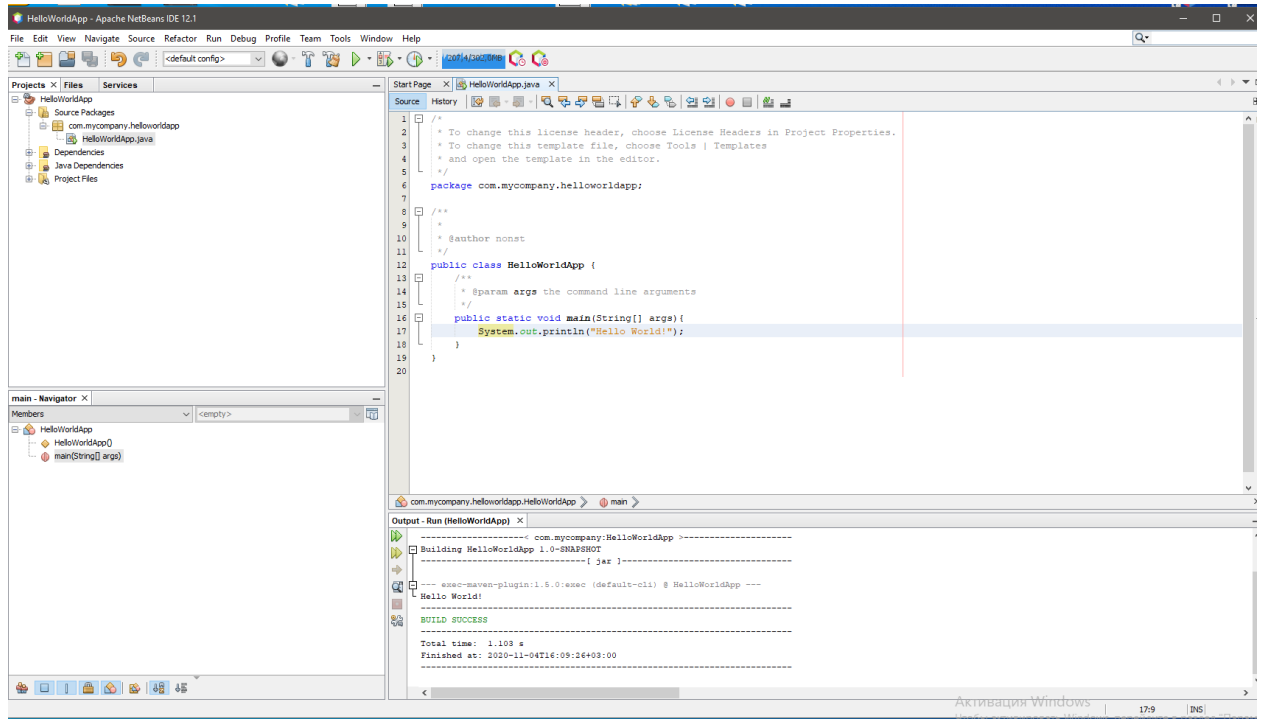 HelloWorldApp - Apache NetBeans IDE 12.1
File Edit View Navigate Source Refactor Run Debug Profile Team Tools Window Help
<default config>
Projects Files Services
HelloWorldApp
Source Packages
com.mycompany.helloworldapp
HelloWorldApp.java
Dependencies
Java Dependencies
Project Files
main - Navigator
Members <empty>
HelloWorldApp
HelloWorldApp()
main(String[] args)
Start Page HelloWorldApp.java
Source History
1 /*
2 * To change this license header, choose License Headers in Project Properties.
3 * To change this template file, choose Tools | Templates
4 * and open the template in the editor.
5 */
6 package com.mycompany.helloworldapp;
7
8 /**
9 *
10 * @author nonst
11 */
12 public class HelloWorldApp {
13 /**
14 * @param args the command line arguments
15 */
16 public static void main(String[] args){
17 System.out.println("Hello World!");
18 }
19 }
20
com.mycompany.helloworldapp.HelloWorldApp main
Output - Run (HelloWorldApp)
--------------------< com.mycompany:HelloWorldApp >---------------------
Building HelloWorldApp 1.0-SNAPSHOT
--------------------------------[ jar ]---------------------------------
--- exec-maven-plugin:1.5.0:exec (default-cli) @ HelloWorldApp ---
Hello World!
------------------------------------------------------------------------
BUILD SUCCESS
------------------------------------------------------------------------
Total time: 1.103 s
Finished at: 2020-11-04T16:09:26+03:00
------------------------------------------------------------------------
Активация Windows
17:9 INS